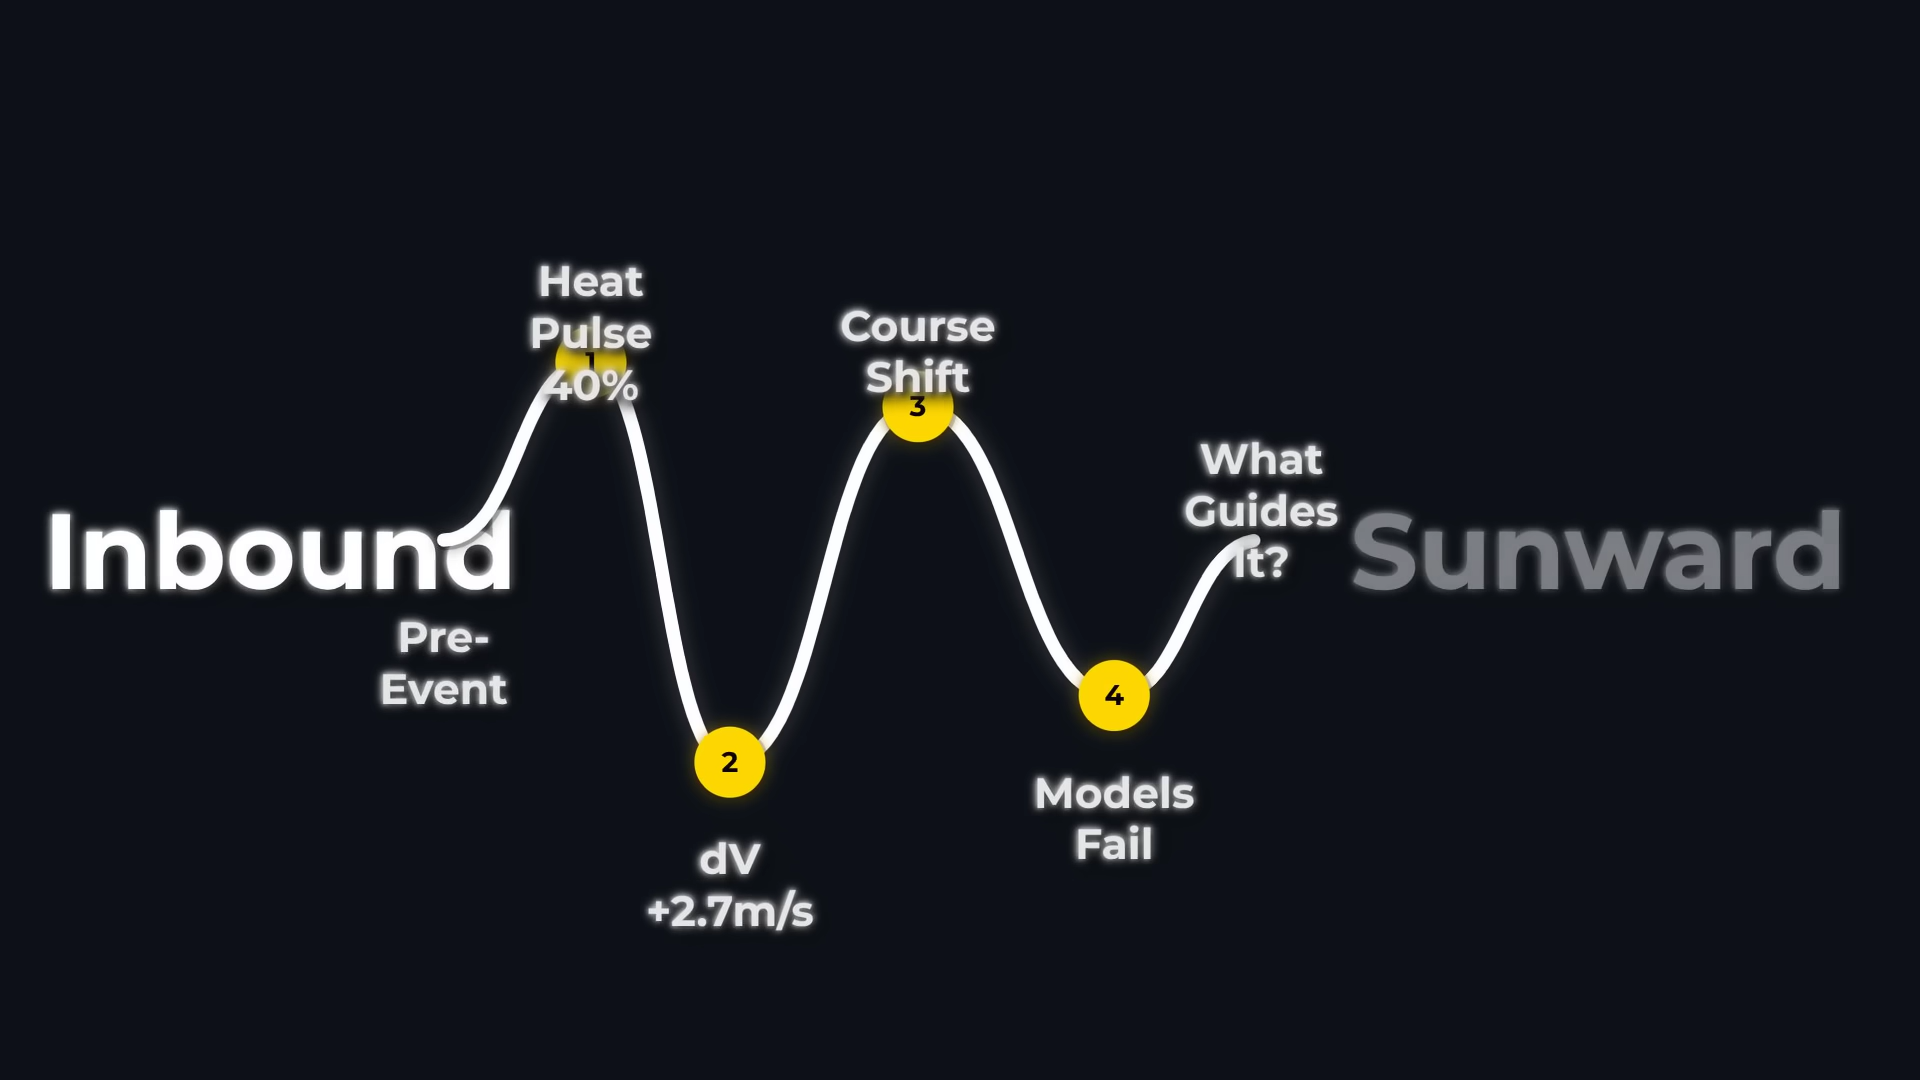 Inbound
Pre-
Event
Heat
Pulse
40%
1
2
dV
+2.7m/s
Course
Shift
3
4
Models
Fail
What
Guides
It?
Sunward